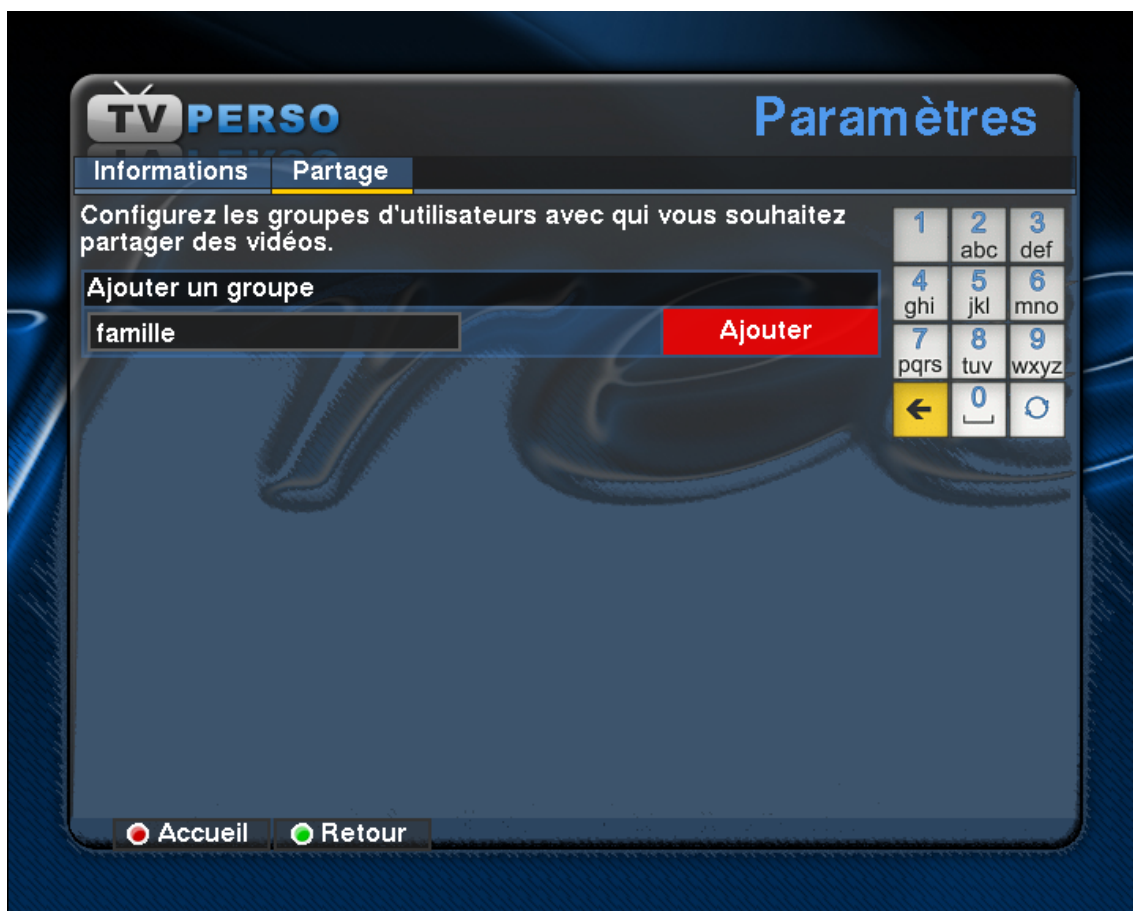 TV PERSO
Paramètres
Informations
Partage
Configurez les groupes d'utilisateurs avec qui vous souhaitez
partager des vidéos.
Ajouter un groupe
famille
Ajouter
1
2
3
abc
def
4
5
6
ghi
jkl
mno
7
8
9
pqrs
tuv
wxyz
0
Accueil
Retour